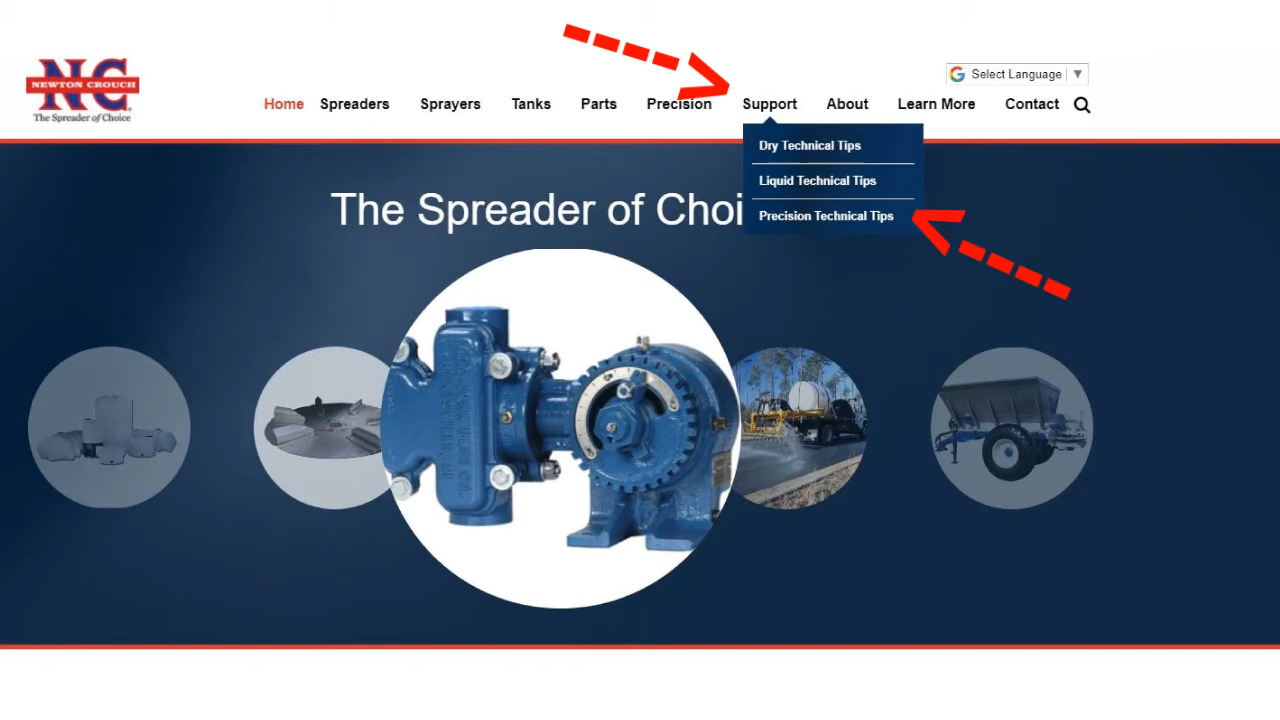 NC
NEWTON CROUCH
The Spreader of Choice
Select Language ▼
Home Spreaders Sprayers Tanks Parts Precision Support About Learn More Contact
Dry Technical Tips
Liquid Technical Tips
Precision Technical Tips
The Spreader of Choi